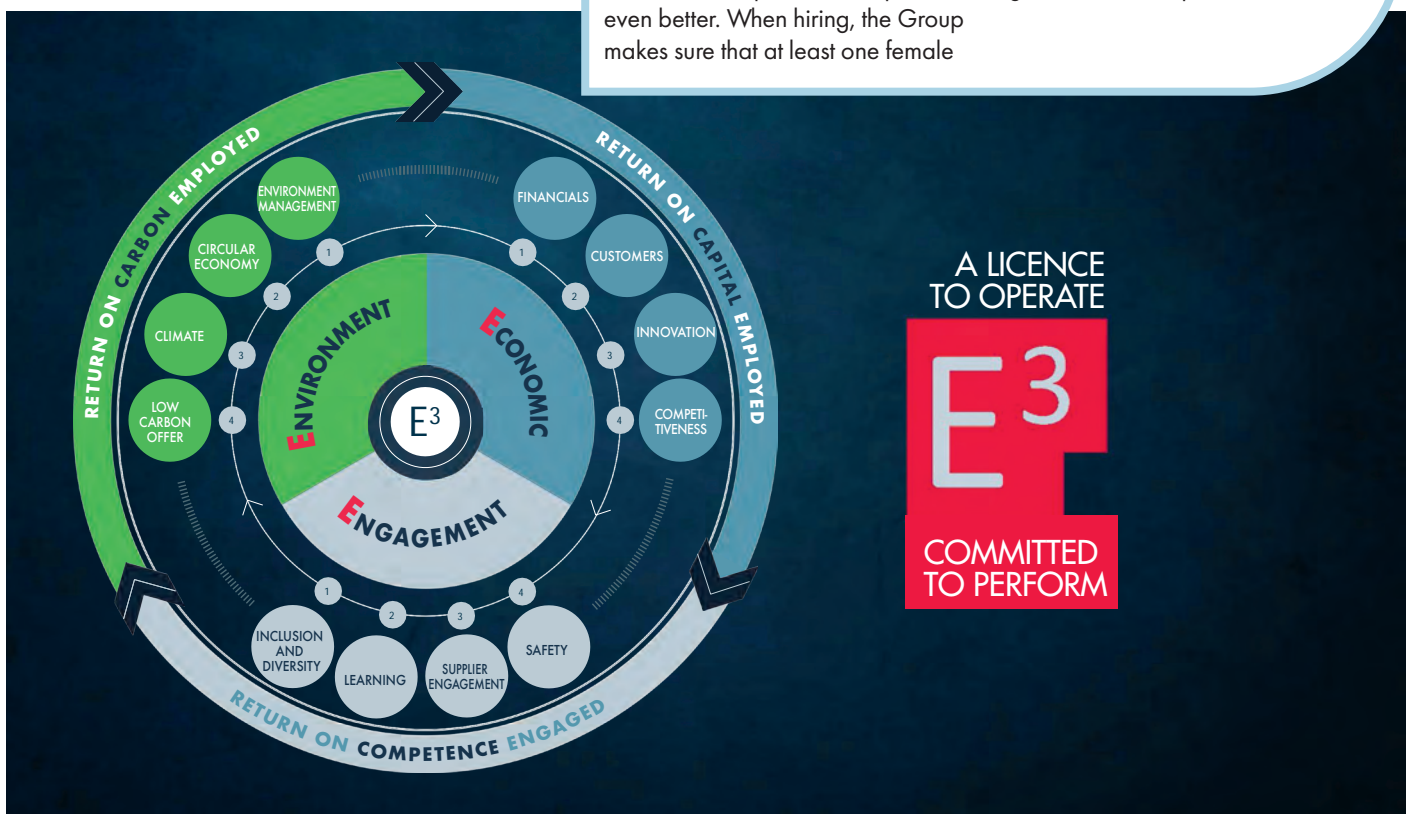 even better. When hiring, the Group
makes sure that at least one female
RETURN ON CARBON EMPLOYED
RETURN ON CAPITAL EMPLOYED
RETURN ON COMPETENCE ENGAGED
ENVIRONMENT
MANAGEMENT
CIRCULAR
ECONOMY
CLIMATE
LOW
CARBON
OFFER
1
2
3
4
FINANCIALS
CUSTOMERS
INNOVATION
COMPETI-
TIVENESS
1
2
3
4
ENVIRONMENT
ECONOMIC
ENGAGEMENT
E³
1
2
3
4
INCLUSION
AND
DIVERSITY
LEARNING
SUPPLIER
ENGAGEMENT
SAFETY
A LICENCE
TO OPERATE
E³
COMMITTED
TO PERFORM